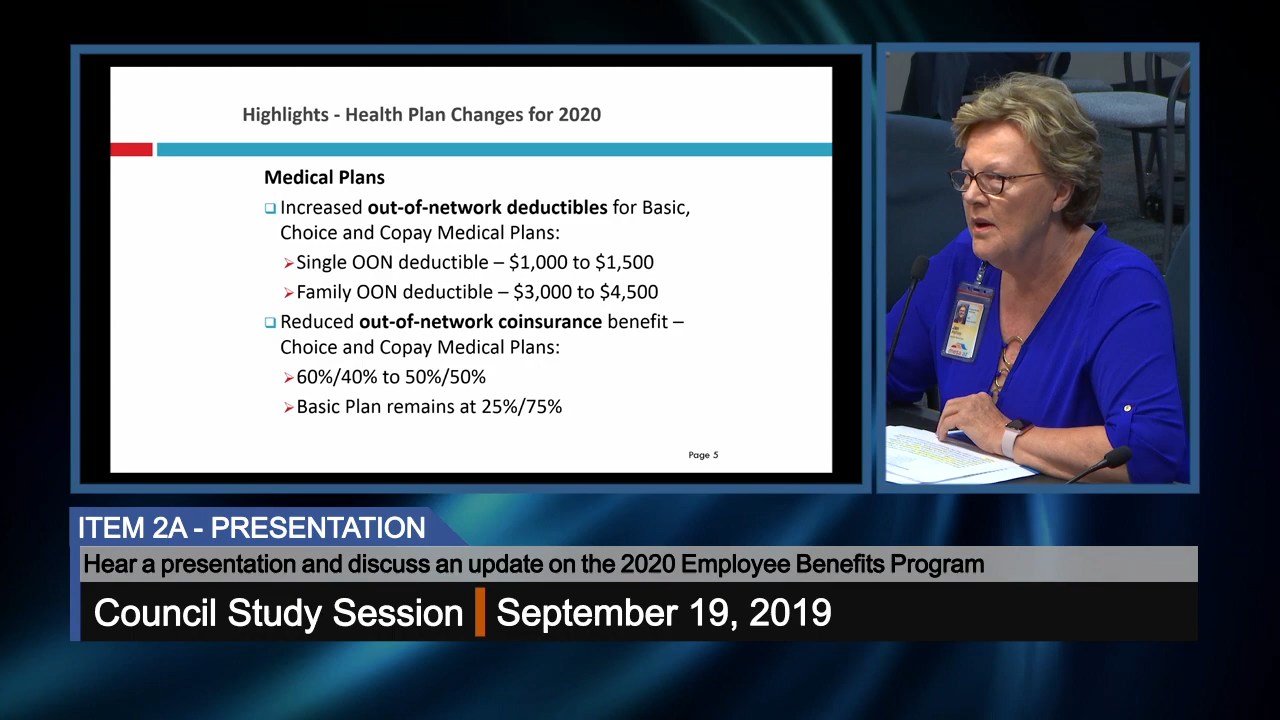 Highlights - Health Plan Changes for 2020
Medical Plans
❑ Increased out-of-network deductibles for Basic,
Choice and Copay Medical Plans:
➢Single OON deductible – $1,000 to $1,500
➢Family OON deductible – $3,000 to $4,500
❑ Reduced out-of-network coinsurance benefit –
Choice and Copay Medical Plans:
➢60%/40% to 50%/50%
➢Basic Plan remains at 25%/75%
Page 5
ITEM 2A - PRESENTATION
Hear a presentation and discuss an update on the 2020 Employee Benefits Program
Council Study Session
September 19, 2019